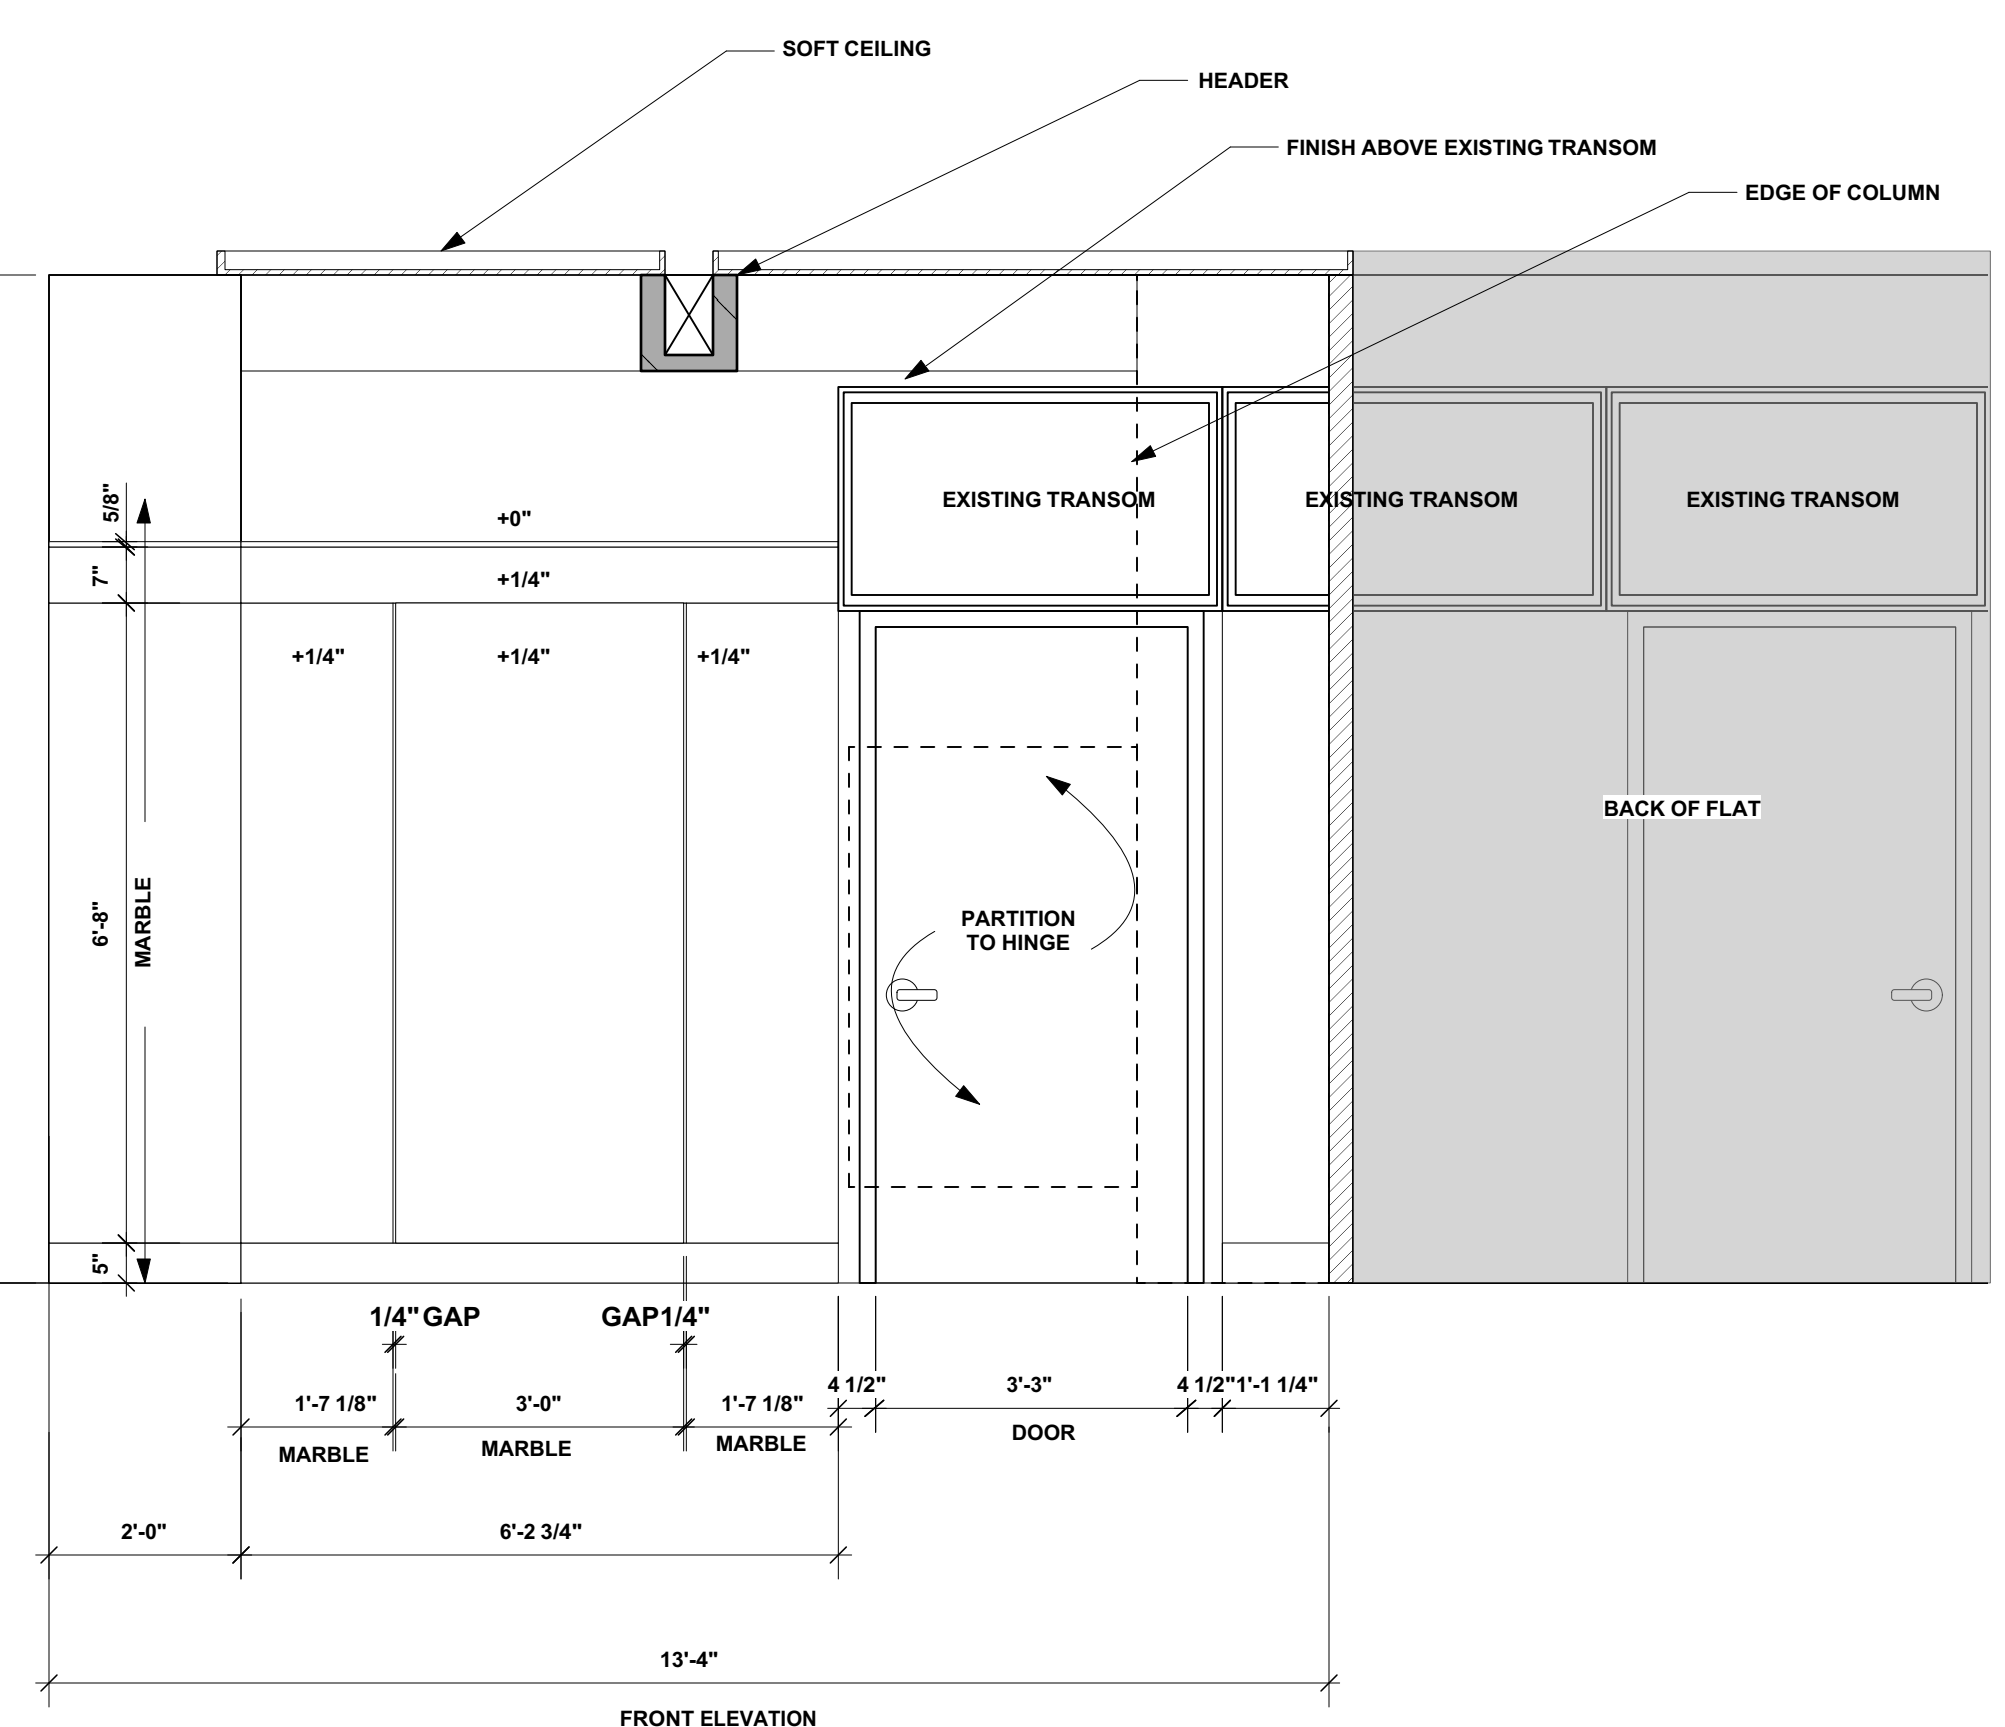 SOFT CEILING
HEADER
FINISH ABOVE EXISTING TRANSOM
EDGE OF COLUMN
5/8"
+0"
EXISTING TRANSOM
EXISTING TRANSOM
EXISTING TRANSOM
7"
+1/4"
+1/4"
+1/4"
+1/4"
BACK OF FLAT
6'-8"
MARBLE
PARTITION
TO HINGE
5"
1/4" GAP
GAP1/4"
1'-7 1/8"
3'-0"
1'-7 1/8"
4 1/2"
3'-3"
4 1/2"
1'-1 1/4"
MARBLE
MARBLE
MARBLE
DOOR
2'-0"
6'-2 3/4"
13'-4"
FRONT ELEVATION